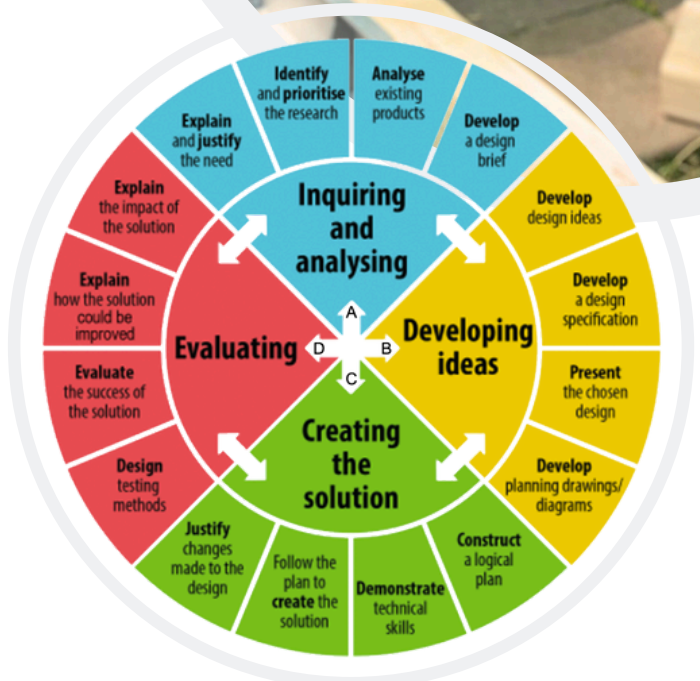 Explain
and justify
the need
Identify
and prioritise
the research
Analyse
existing
products
Develop
a design
brief
Develop
design ideas
Develop
a design
specification
Present
the chosen
design
Develop
planning drawings/
diagrams
Construct
a logical
plan
Demonstrate
technical
skills
Follow the
plan to
create the
solution
Justify
changes
made to the
design
Design
testing
methods
Evaluate
the success of
the solution
Explain
how the solution
could be
improved
Explain
the impact of
the solution
Inquiring
and
analysing
Developing
ideas
Creating
the
solution
Evaluating
A
B
C
D